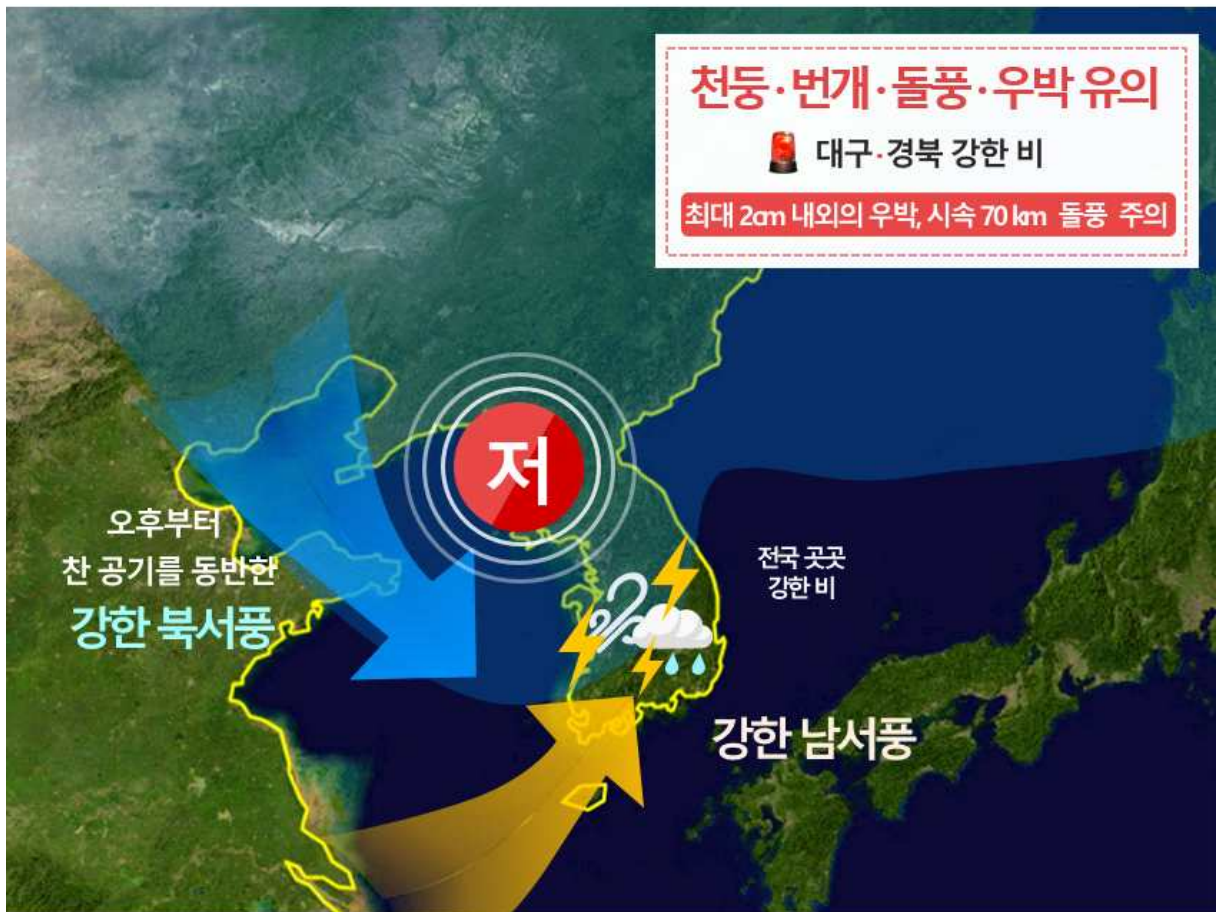 천둥·번개·돌풍·우박 유의
대구·경북 강한 비
최대 2cm 내외의 우박, 시속 70 km 돌풍 주의
저
오후부터
찬 공기를 동반한
강한 북서풍
전국 곳곳
강한 비
강한 남서풍